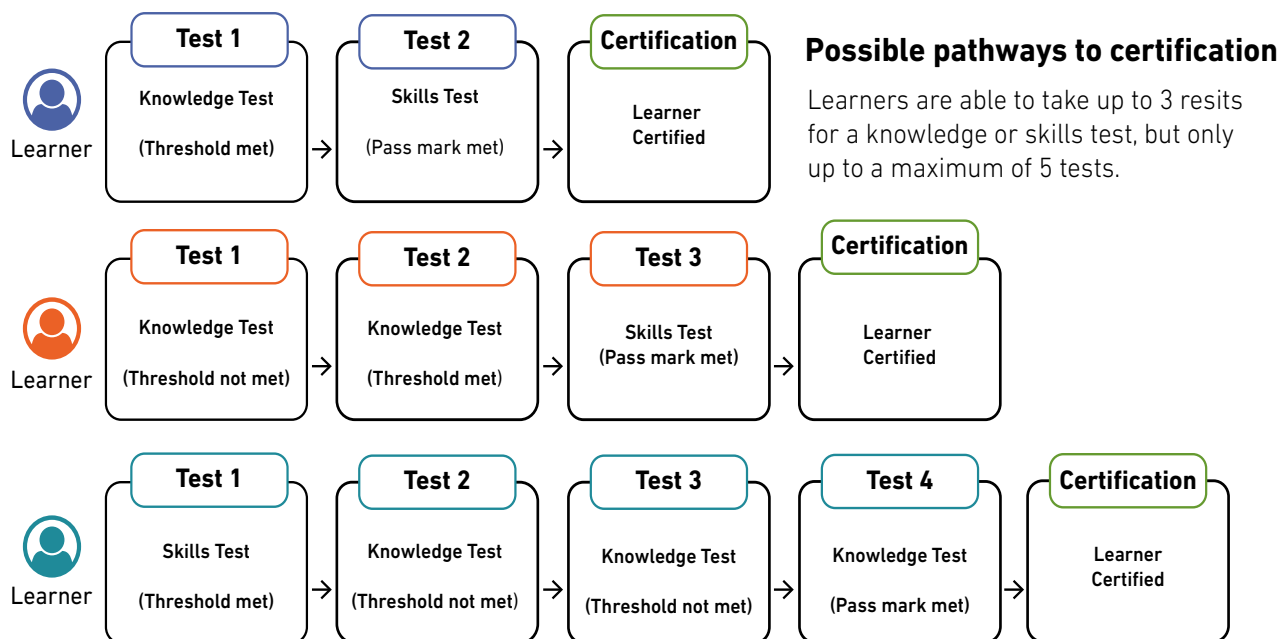 Possible pathways to certification
Learners are able to take up to 3 resits
for a knowledge or skills test, but only
up to a maximum of 5 tests.
Learner
Test 1
Knowledge Test
(Threshold met)
Test 2
Skills Test
(Pass mark met)
Certification
Learner
Certified
Learner
Test 1
Knowledge Test
(Threshold not met)
Test 2
Knowledge Test
(Threshold met)
Test 3
Skills Test
(Pass mark met)
Certification
Learner
Certified
Learner
Test 1
Skills Test
(Threshold met)
Test 2
Knowledge Test
(Threshold not met)
Test 3
Knowledge Test
(Threshold not met)
Test 4
Knowledge Test
(Pass mark met)
Certification
Learner
Certified